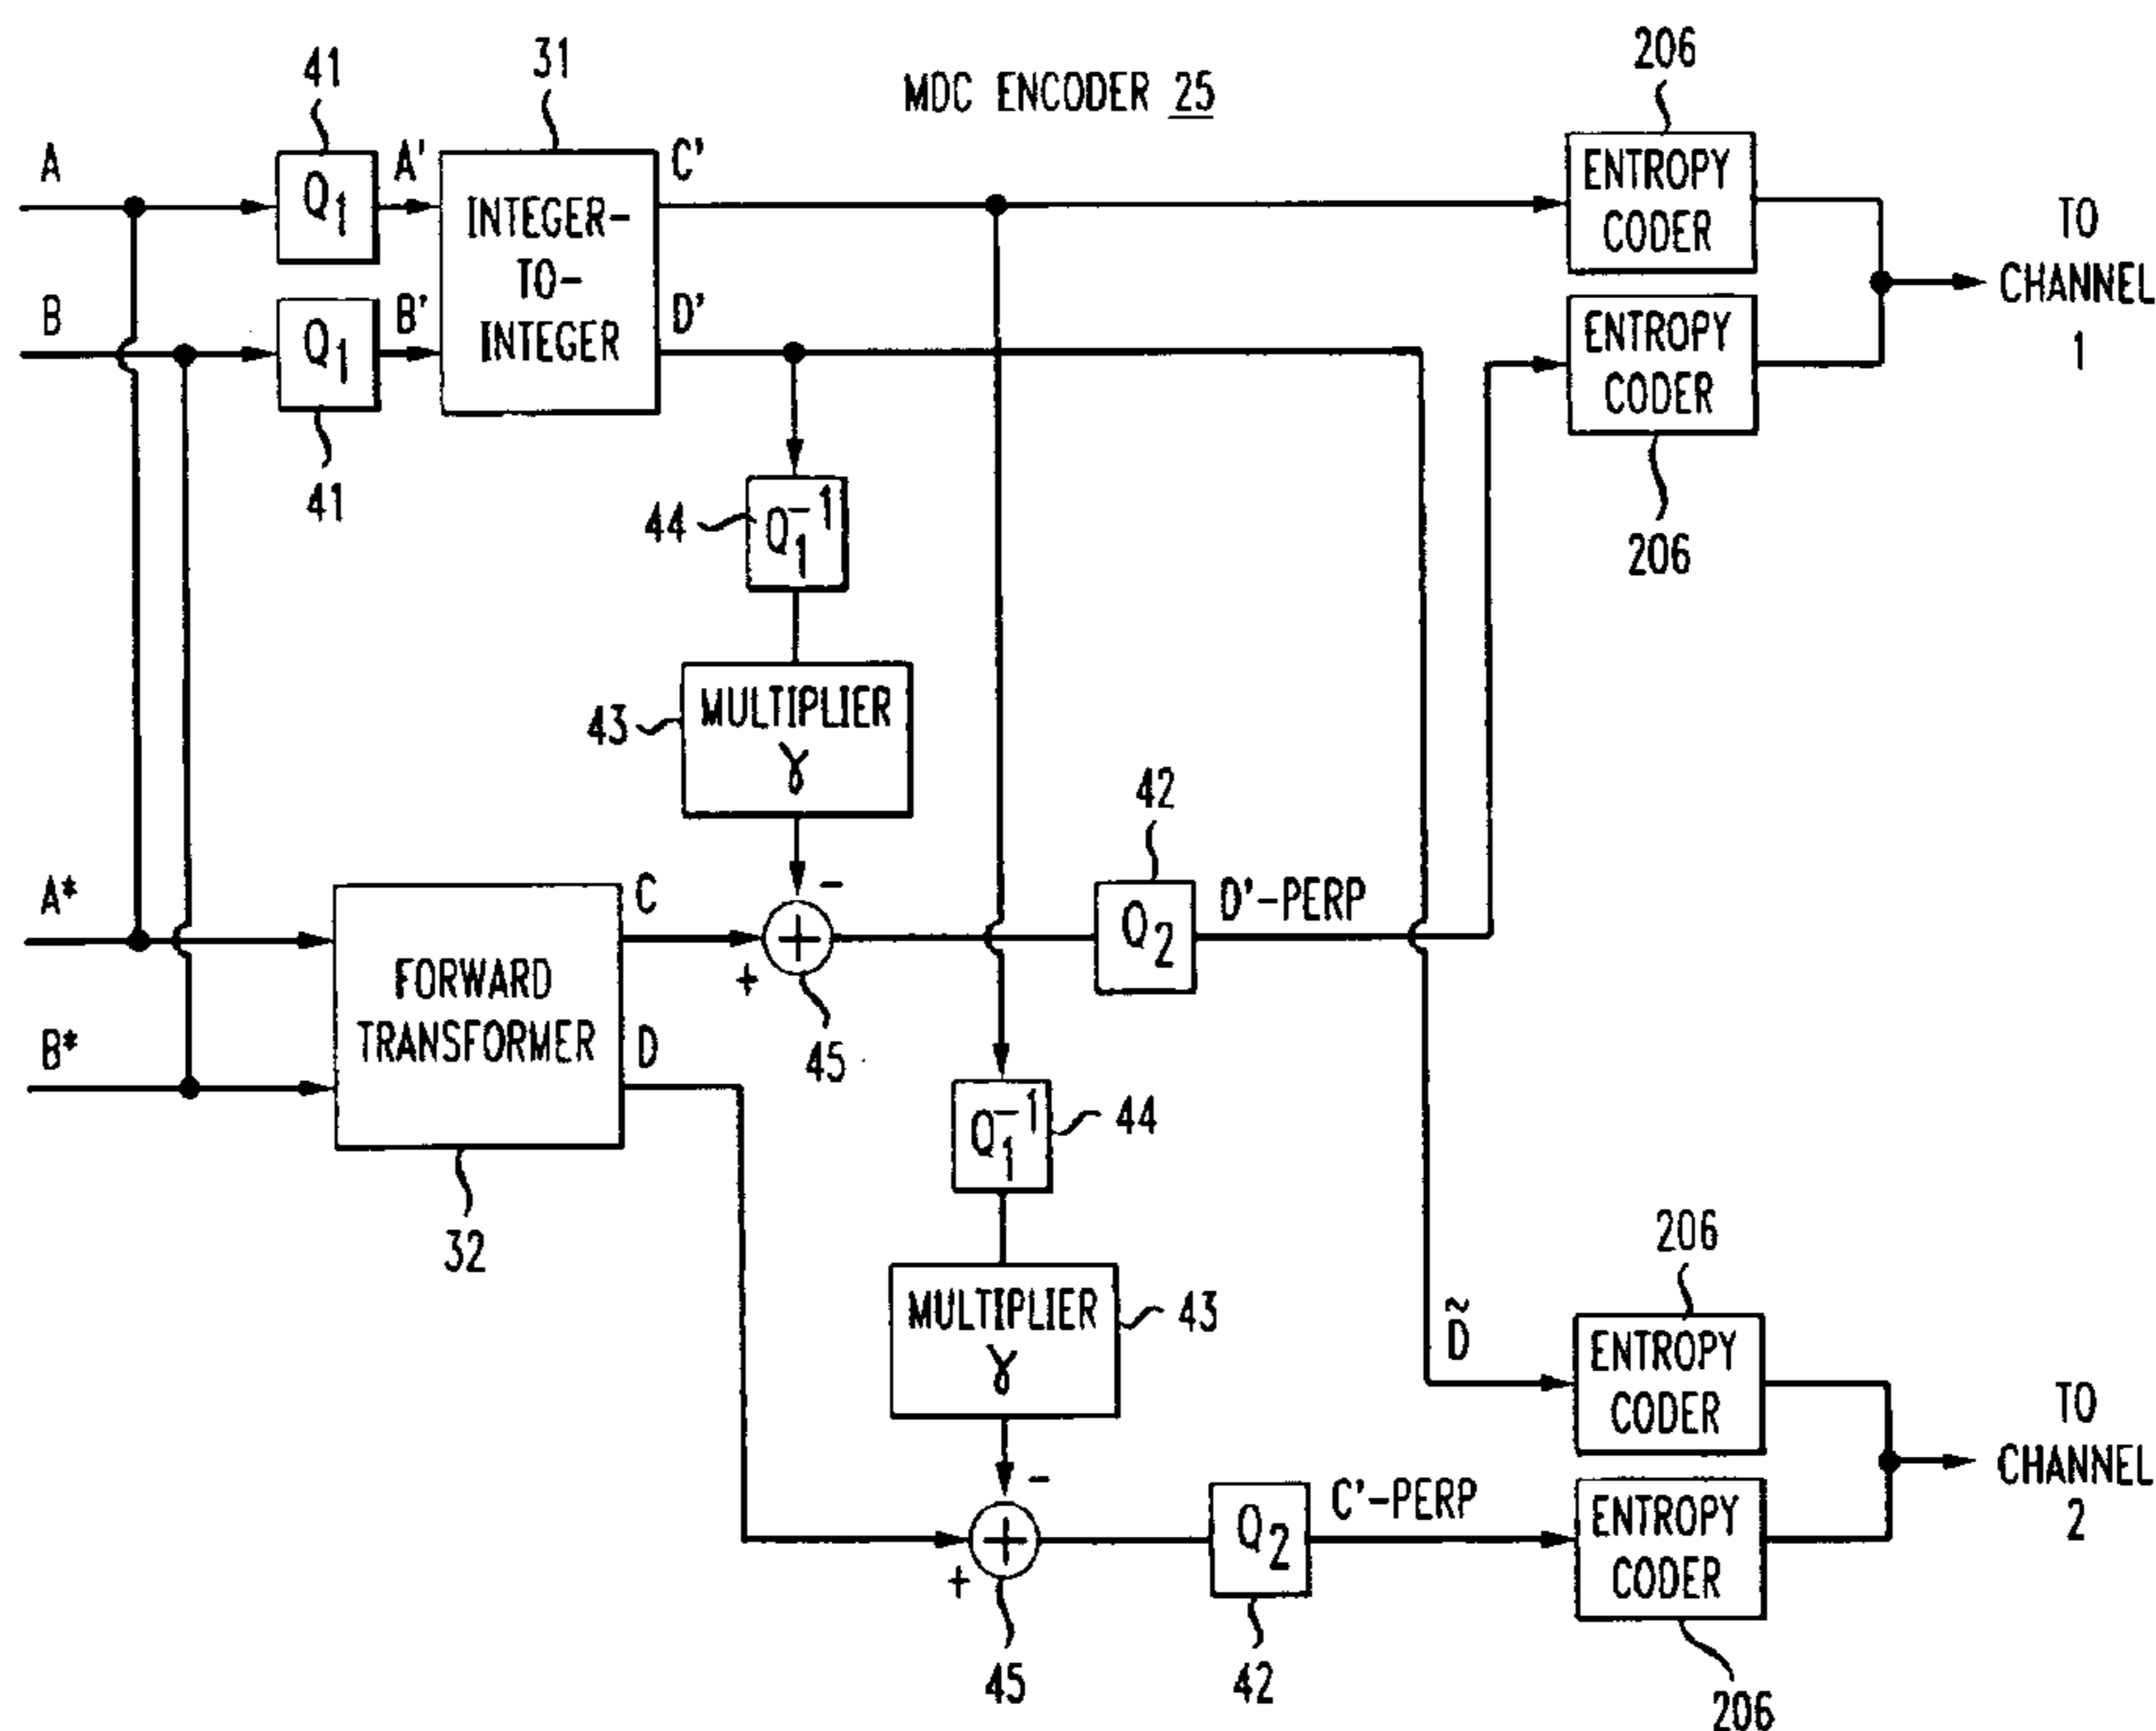 MDC ENCODER 25
41
31
206
A
Q1
A'
INTEGER-
TO-
INTEGER
C'
ENTROPY
CODER
TO
CHANNEL
1
B
Q1
B'
D'
ENTROPY
CODER
41
206
44
Q1-1
43
MULTIPLIER
γ
42
A*
B*
FORWARD
TRANSFORMER
C
D
-
+
+
45
Q2
D'-PERP
32
Q1-1
44
MULTIPLIER
γ
43
206
D̃
ENTROPY
CODER
TO
CHANNEL
2
-
+
+
45
Q2
C'-PERP
42
ENTROPY
CODER
206